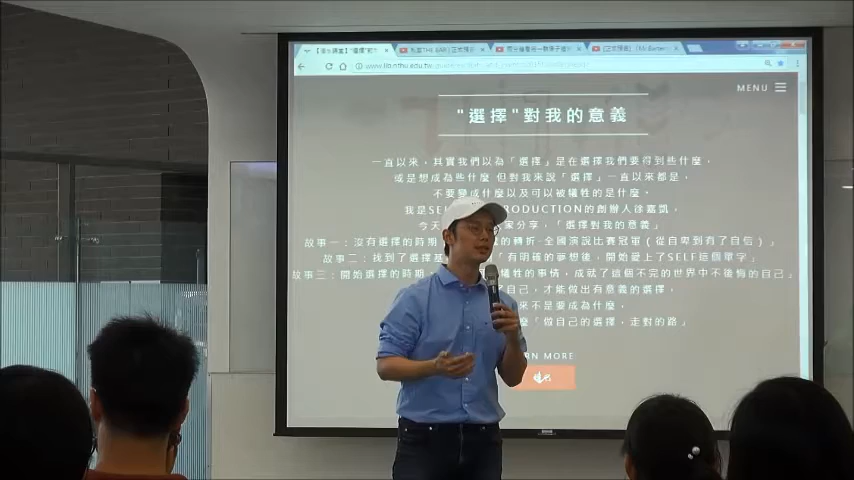 MENU
"選擇"對我的意義
一直以來，其實我們以為「選擇」是在選擇我們要得到些什麼，
或是想成為些什麼，但對我來說「選擇」一直以來都是，
不要變成什麼以及可以被犧牲的是什麼。
我是SEL RODUCTION的創辦人徐嘉凱，
今天 家分享，「選擇對我的意義」
故事一：沒有選擇的時期 的轉折-全國演說比賽冠軍（從自卑到有了自信），
故事二：找到了選擇基 有明確的夢想後，開始愛上了SELF這個單字，
故事三：開始選擇的時期， 犧牲的事情，成就了這個不完的世界中不後悔的自己，
了自己，才能做出有意義的選擇，
來不是要成為什麼，
「做自己的選擇，走對的路」
RN MORE